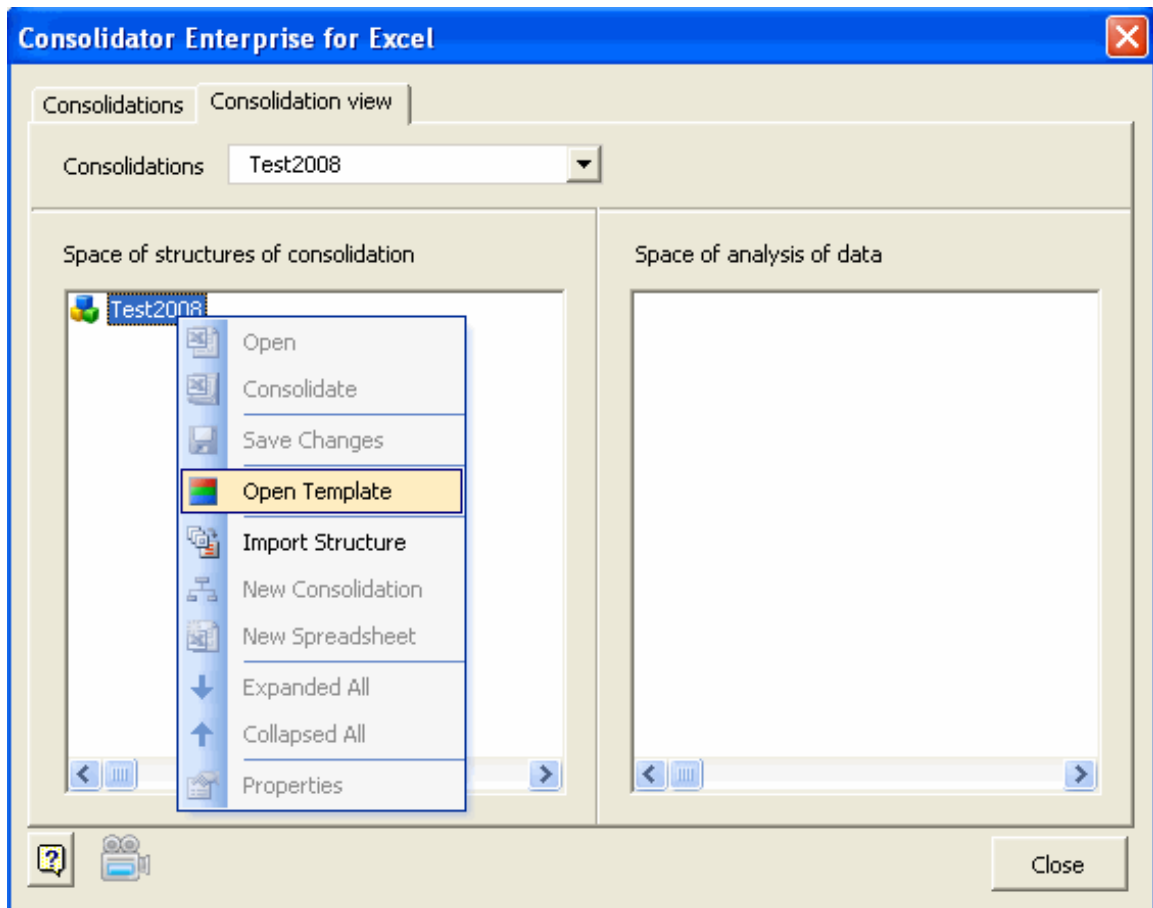 Consolidator Enterprise for Excel
Consolidations Consolidation view
Consolidations Test2008
Space of structures of consolidation Space of analysis of data
Test2008
Open
Consolidate
Save Changes
Open Template
Import Structure
New Consolidation
New Spreadsheet
Expanded All
Collapsed All
Properties
Close